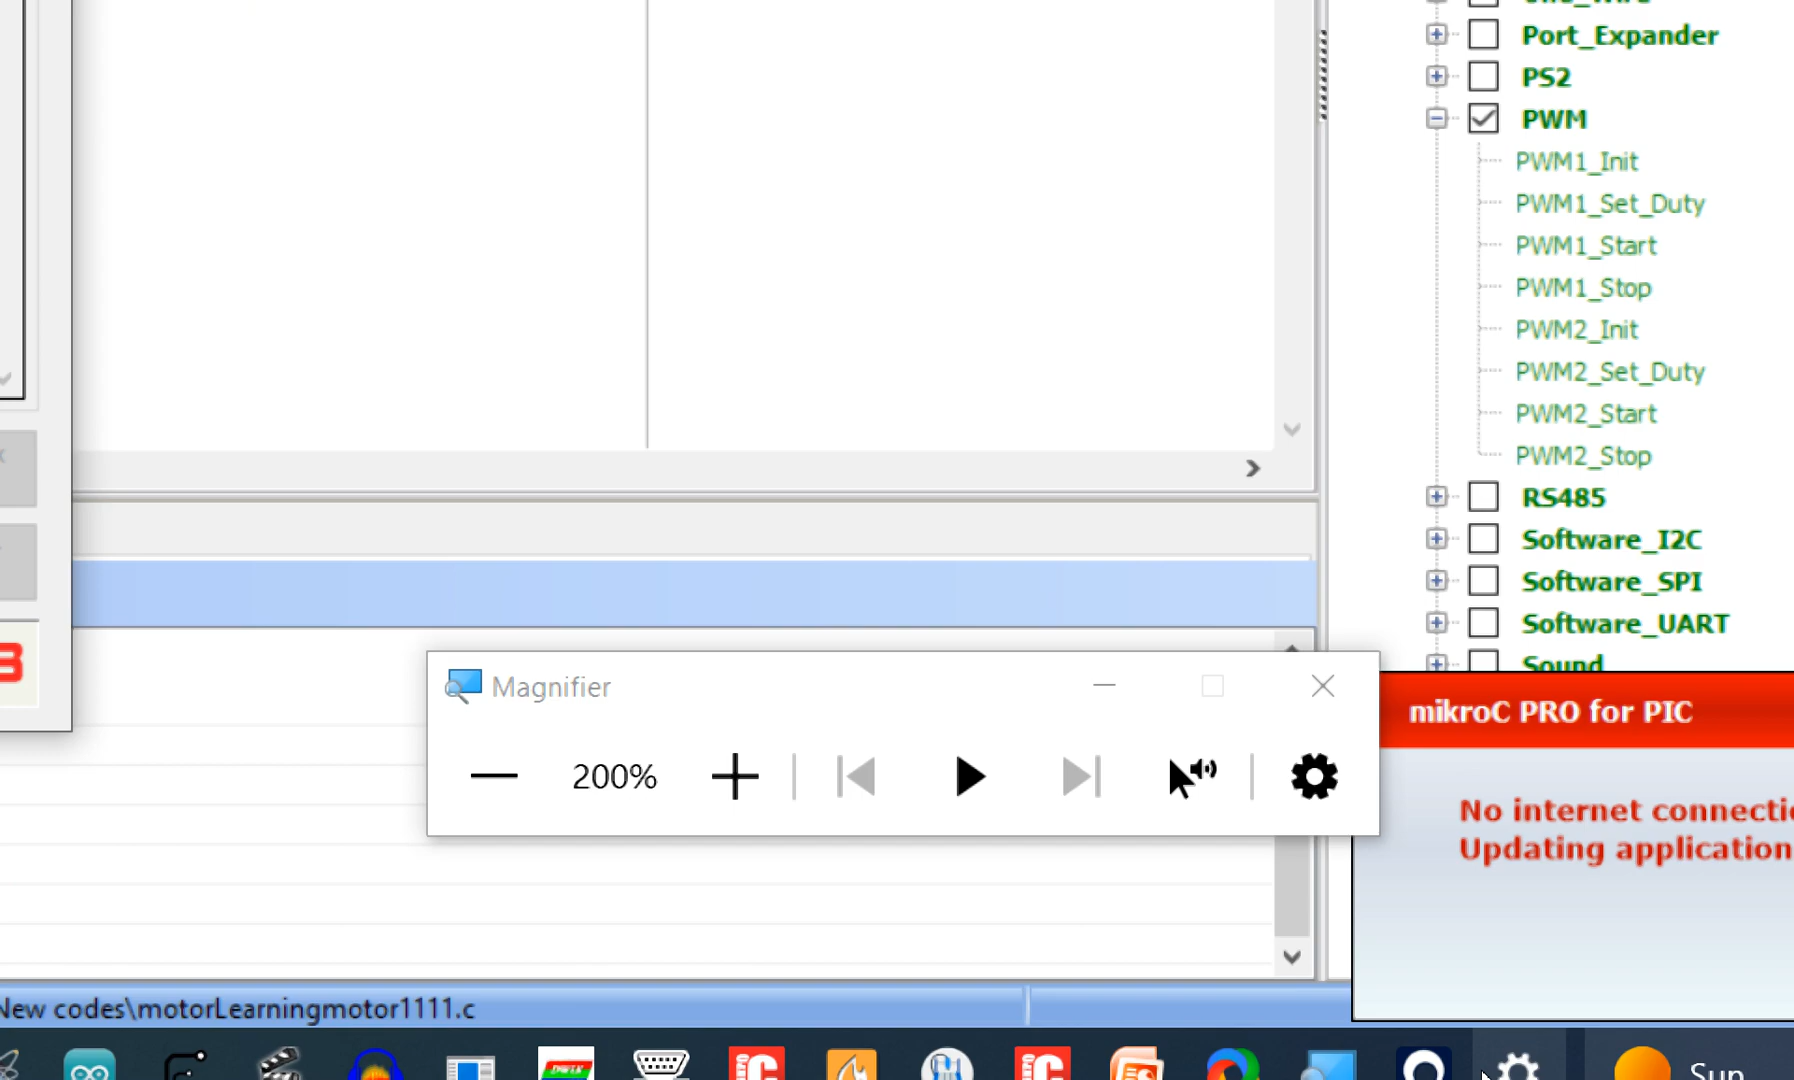 Port_Expander
PS2
PWM
PWM1_Init
PWM1_Set_Duty
PWM1_Start
PWM1_Stop
PWM2_Init
PWM2_Set_Duty
PWM2_Start
PWM2_Stop
RS485
Software_I2C
Software_SPI
Software_UART
Sound
Magnifier
200%
mikroC PRO for PIC
No internet
Updating application
New codes\motorLearningmotor1111.c
Sun